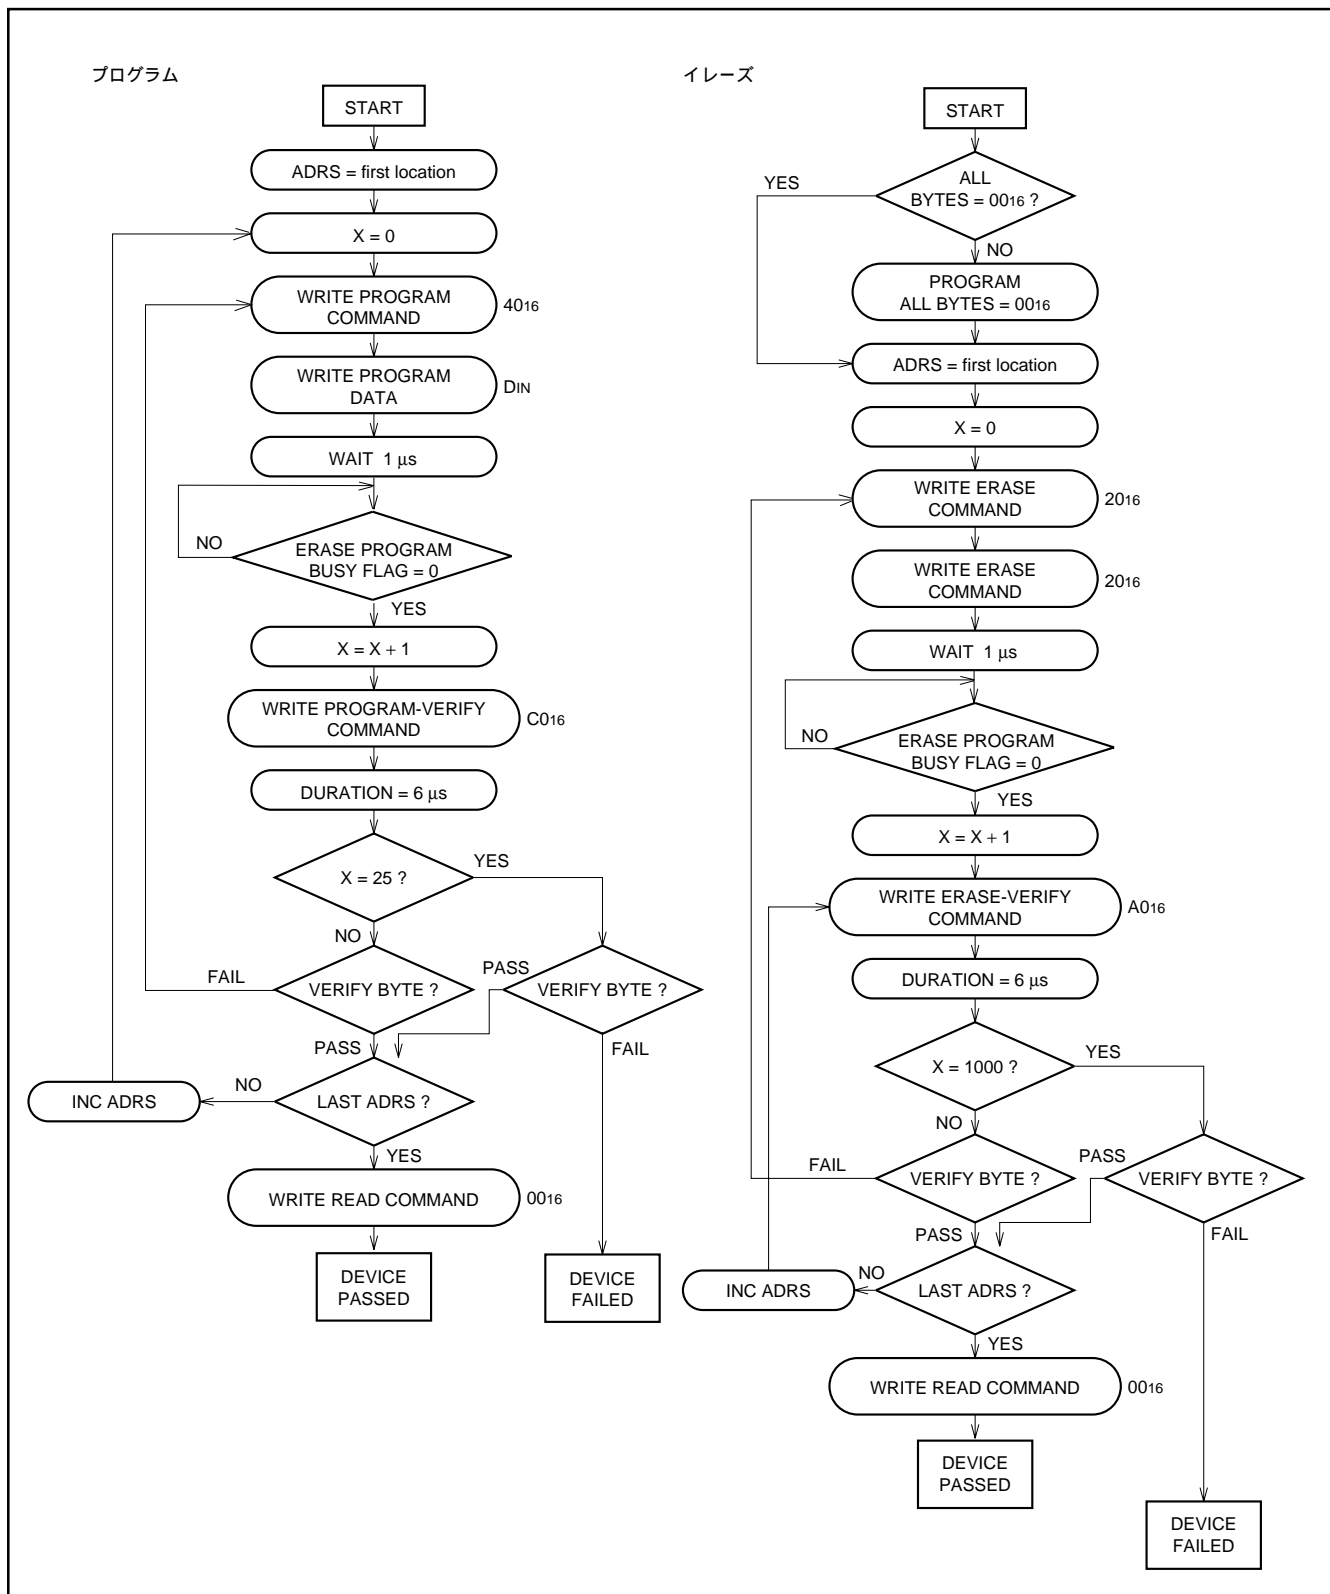 プログラム
START
ADRS = first location
X = 0
WRITE PROGRAM
COMMAND
4016
WRITE PROGRAM
DATA
DIN
WAIT 1 μs
NO
ERASE PROGRAM
BUSY FLAG = 0
YES
X = X + 1
WRITE PROGRAM-VERIFY
COMMAND
C016
DURATION = 6 μs
X = 25 ?
YES
NO
FAIL
VERIFY BYTE ?
PASS
VERIFY BYTE ?
PASS
FAIL
INC ADRS
NO
LAST ADRS ?
YES
WRITE READ COMMAND
0016
DEVICE
PASSED
DEVICE
FAILED
イレーズ
START
YES
ALL
BYTES = 0016 ?
NO
PROGRAM
ALL BYTES = 0016
ADRS = first location
X = 0
WRITE ERASE
COMMAND
2016
WRITE ERASE
COMMAND
2016
WAIT 1 μs
NO
ERASE PROGRAM
BUSY FLAG = 0
YES
X = X + 1
WRITE ERASE-VERIFY
COMMAND
A016
DURATION = 6 μs
X = 1000 ?
YES
NO
FAIL
VERIFY BYTE ?
PASS
VERIFY BYTE ?
PASS
FAIL
INC ADRS
NO
LAST ADRS ?
YES
WRITE READ COMMAND
0016
DEVICE
PASSED
DEVICE
FAILED